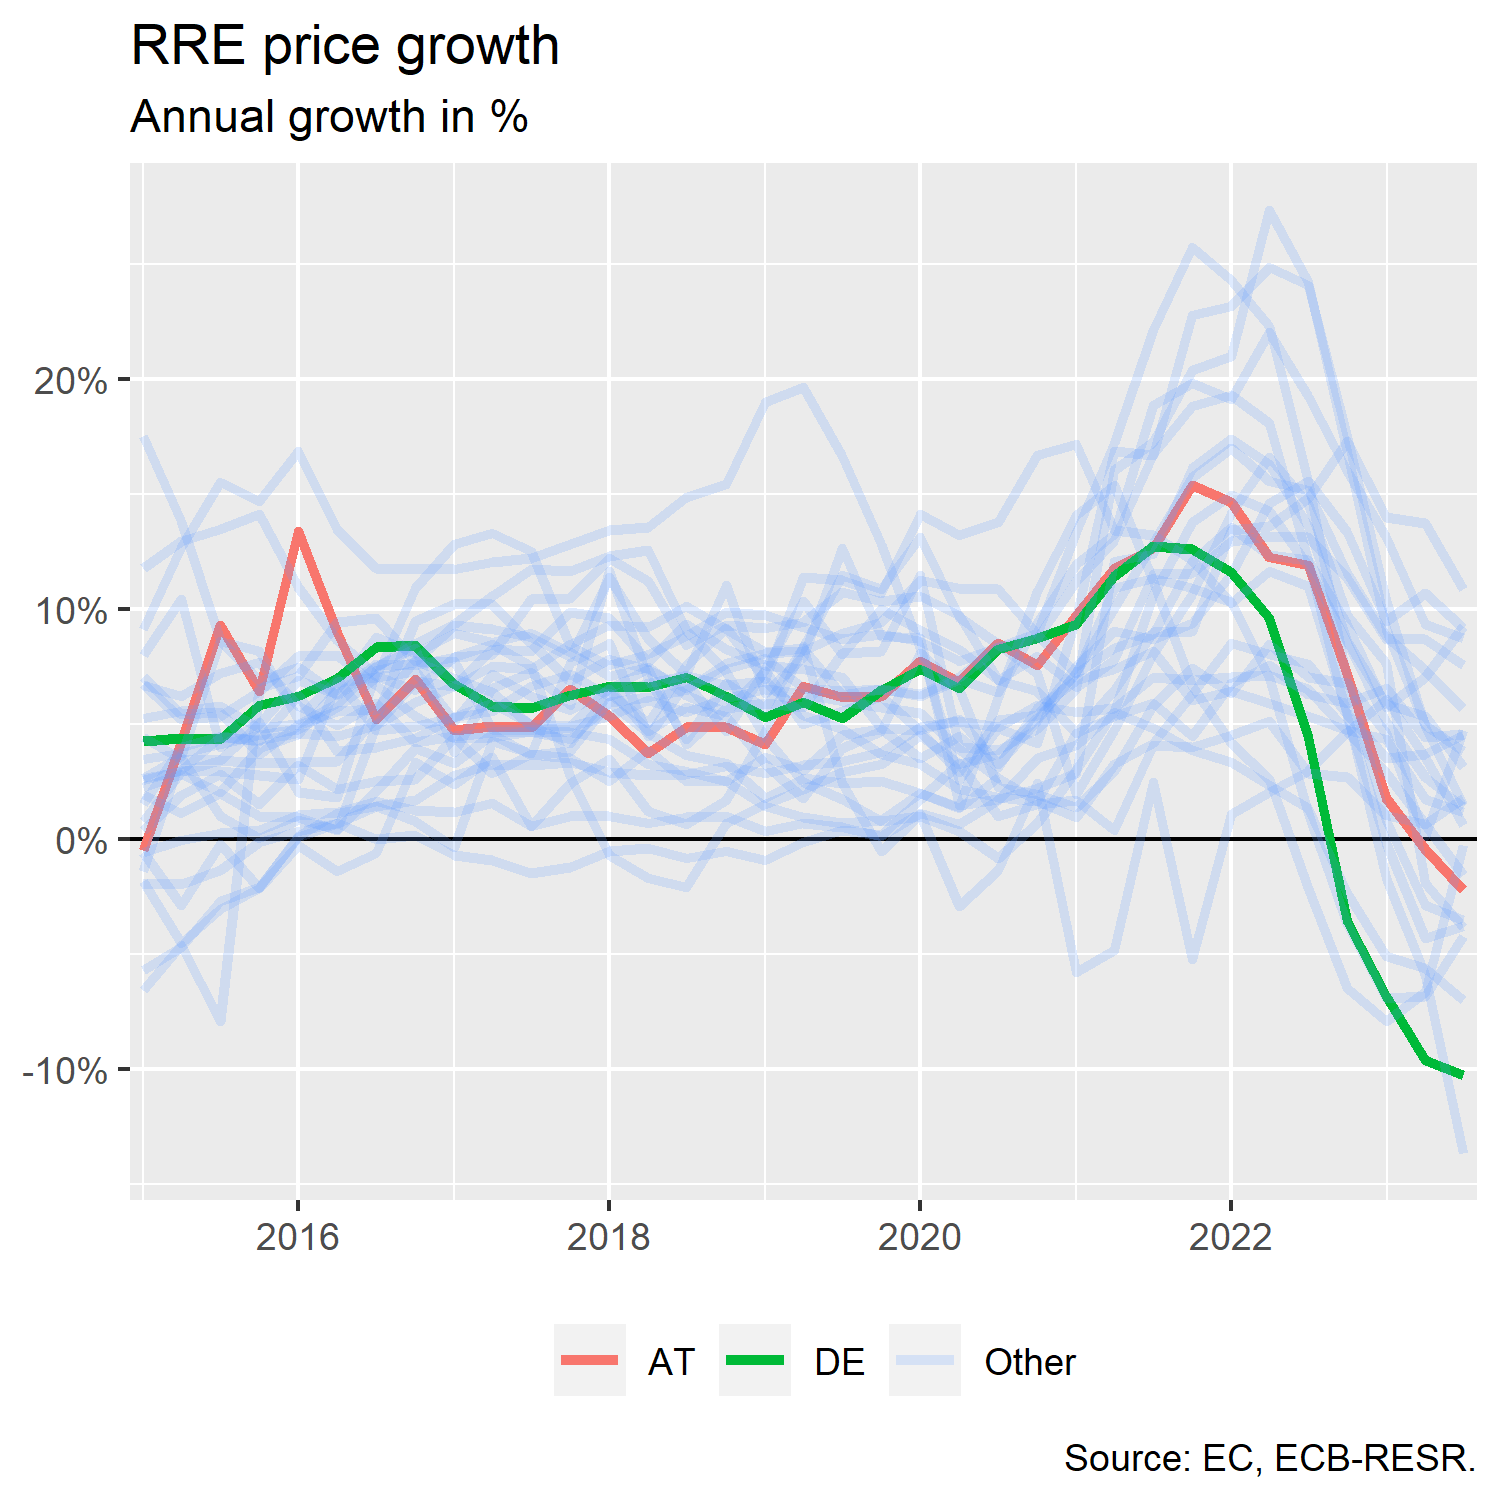 RRE price growth
Annual growth in %
20%
10%
0%
-10%
2016 2018 2020 2022
AT DE Other
Source: EC, ECB-RESR.